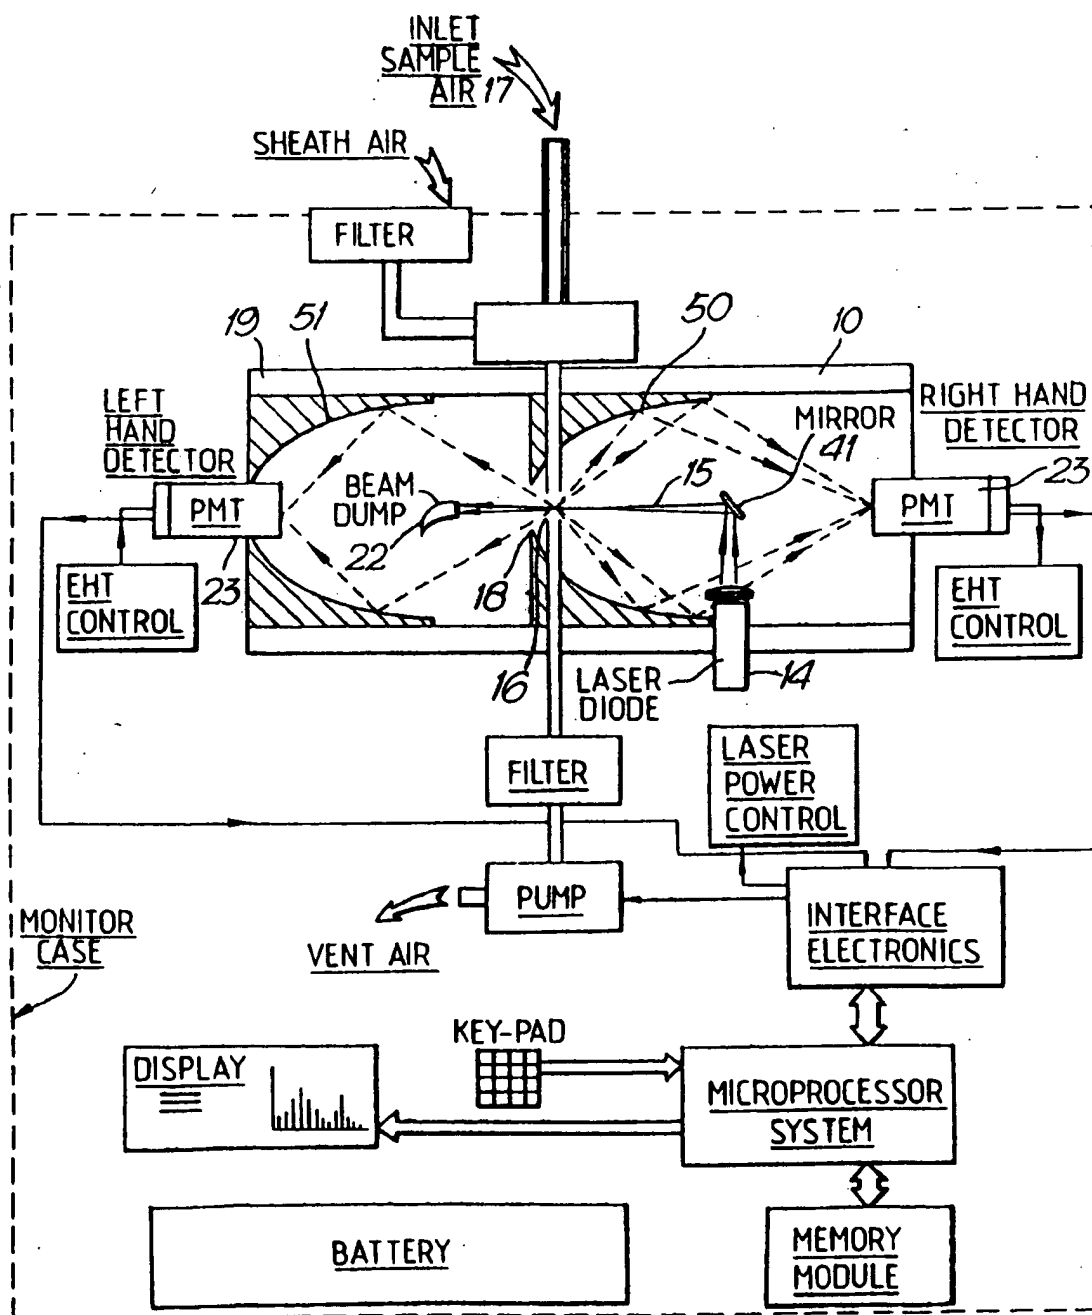 INLET
SAMPLE
AIR 17
SHEATH AIR
FILTER
19
51
50
10
LEFT
HAND
DETECTOR
RIGHT HAND
DETECTOR
MIRROR
41
BEAM
DUMP
15
23
PMT
PMT
22
23
18
EHT
CONTROL
EHT
CONTROL
16
LASER
DIODE
14
FILTER
LASER
POWER
CONTROL
PUMP
INTERFACE
ELECTRONICS
MONITOR
CASE
VENT AIR
KEY-PAD
DISPLAY
MICROPROCESSOR
SYSTEM
BATTERY
MEMORY
MODULE